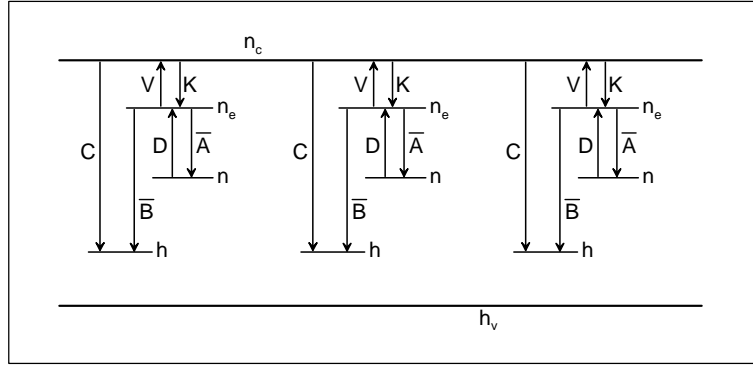 n_c
V K V K V K
n_e n_e n_e
C D A̅ C D A̅ C D A̅
n n n
B̅ B̅ B̅
h h h
h_v